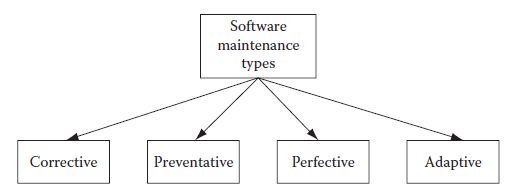 Software
maintenance
types
Corrective
Preventative
Perfective
Adaptive